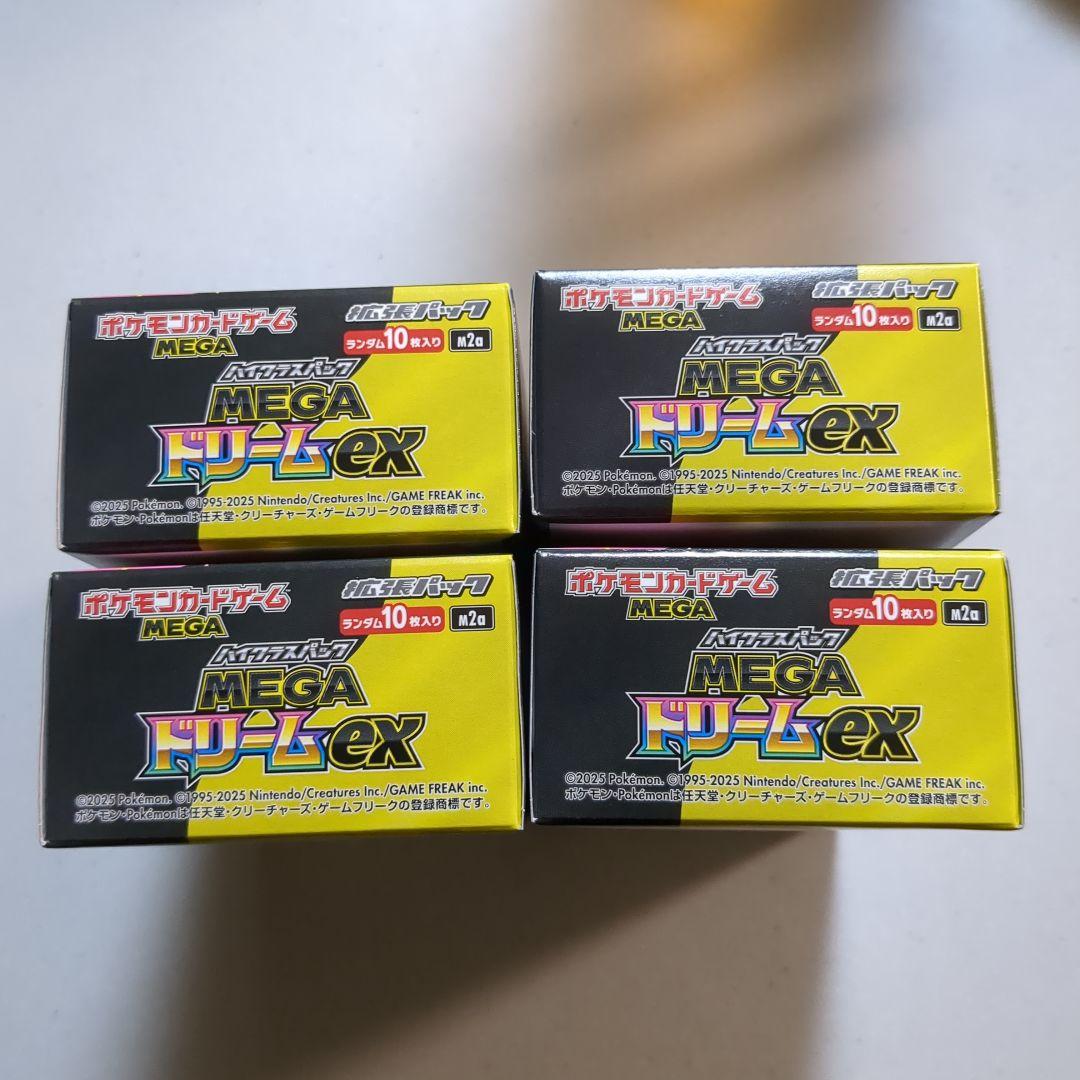 ポケモンカードゲーム 拡張パック
MEGA ランダム10枚入り M2a
ハイクラスパック
MEGA
ドリームex
©2025 Pokémon. ©1995-2025 Nintendo/Creatures Inc./GAME FREAK inc.
ポケモン・Pokémonは任天堂・クリーチャーズ・ゲームフリークの登録商標です。
ポケモンカードゲーム 拡張パック
MEGA ランダム10枚入り M2a
ハイクラスパック
MEGA
ドリームex
©2025 Pokémon. ©1995-2025 Nintendo/Creatures Inc./GAME FREAK inc.
ポケモン・Pokémonは任天堂・クリーチャーズ・ゲームフリークの登録商標です。
ポケモンカードゲーム 拡張パック
MEGA ランダム10枚入り M2a
ハイクラスパック
MEGA
ドリームex
©2025 Pokémon. ©1995-2025 Nintendo/Creatures Inc./GAME FREAK inc.
ポケモン・Pokémonは任天堂・クリーチャーズ・ゲームフリークの登録商標です。
ポケモンカードゲーム 拡張パック
MEGA ランダム10枚入り M2a
ハイクラスパック
MEGA
ドリームex
©2025 Pokémon. ©1995-2025 Nintendo/Creatures Inc./GAME FREAK inc.
ポケモン・Pokémonは任天堂・クリーチャーズ・ゲームフリークの登録商標です。